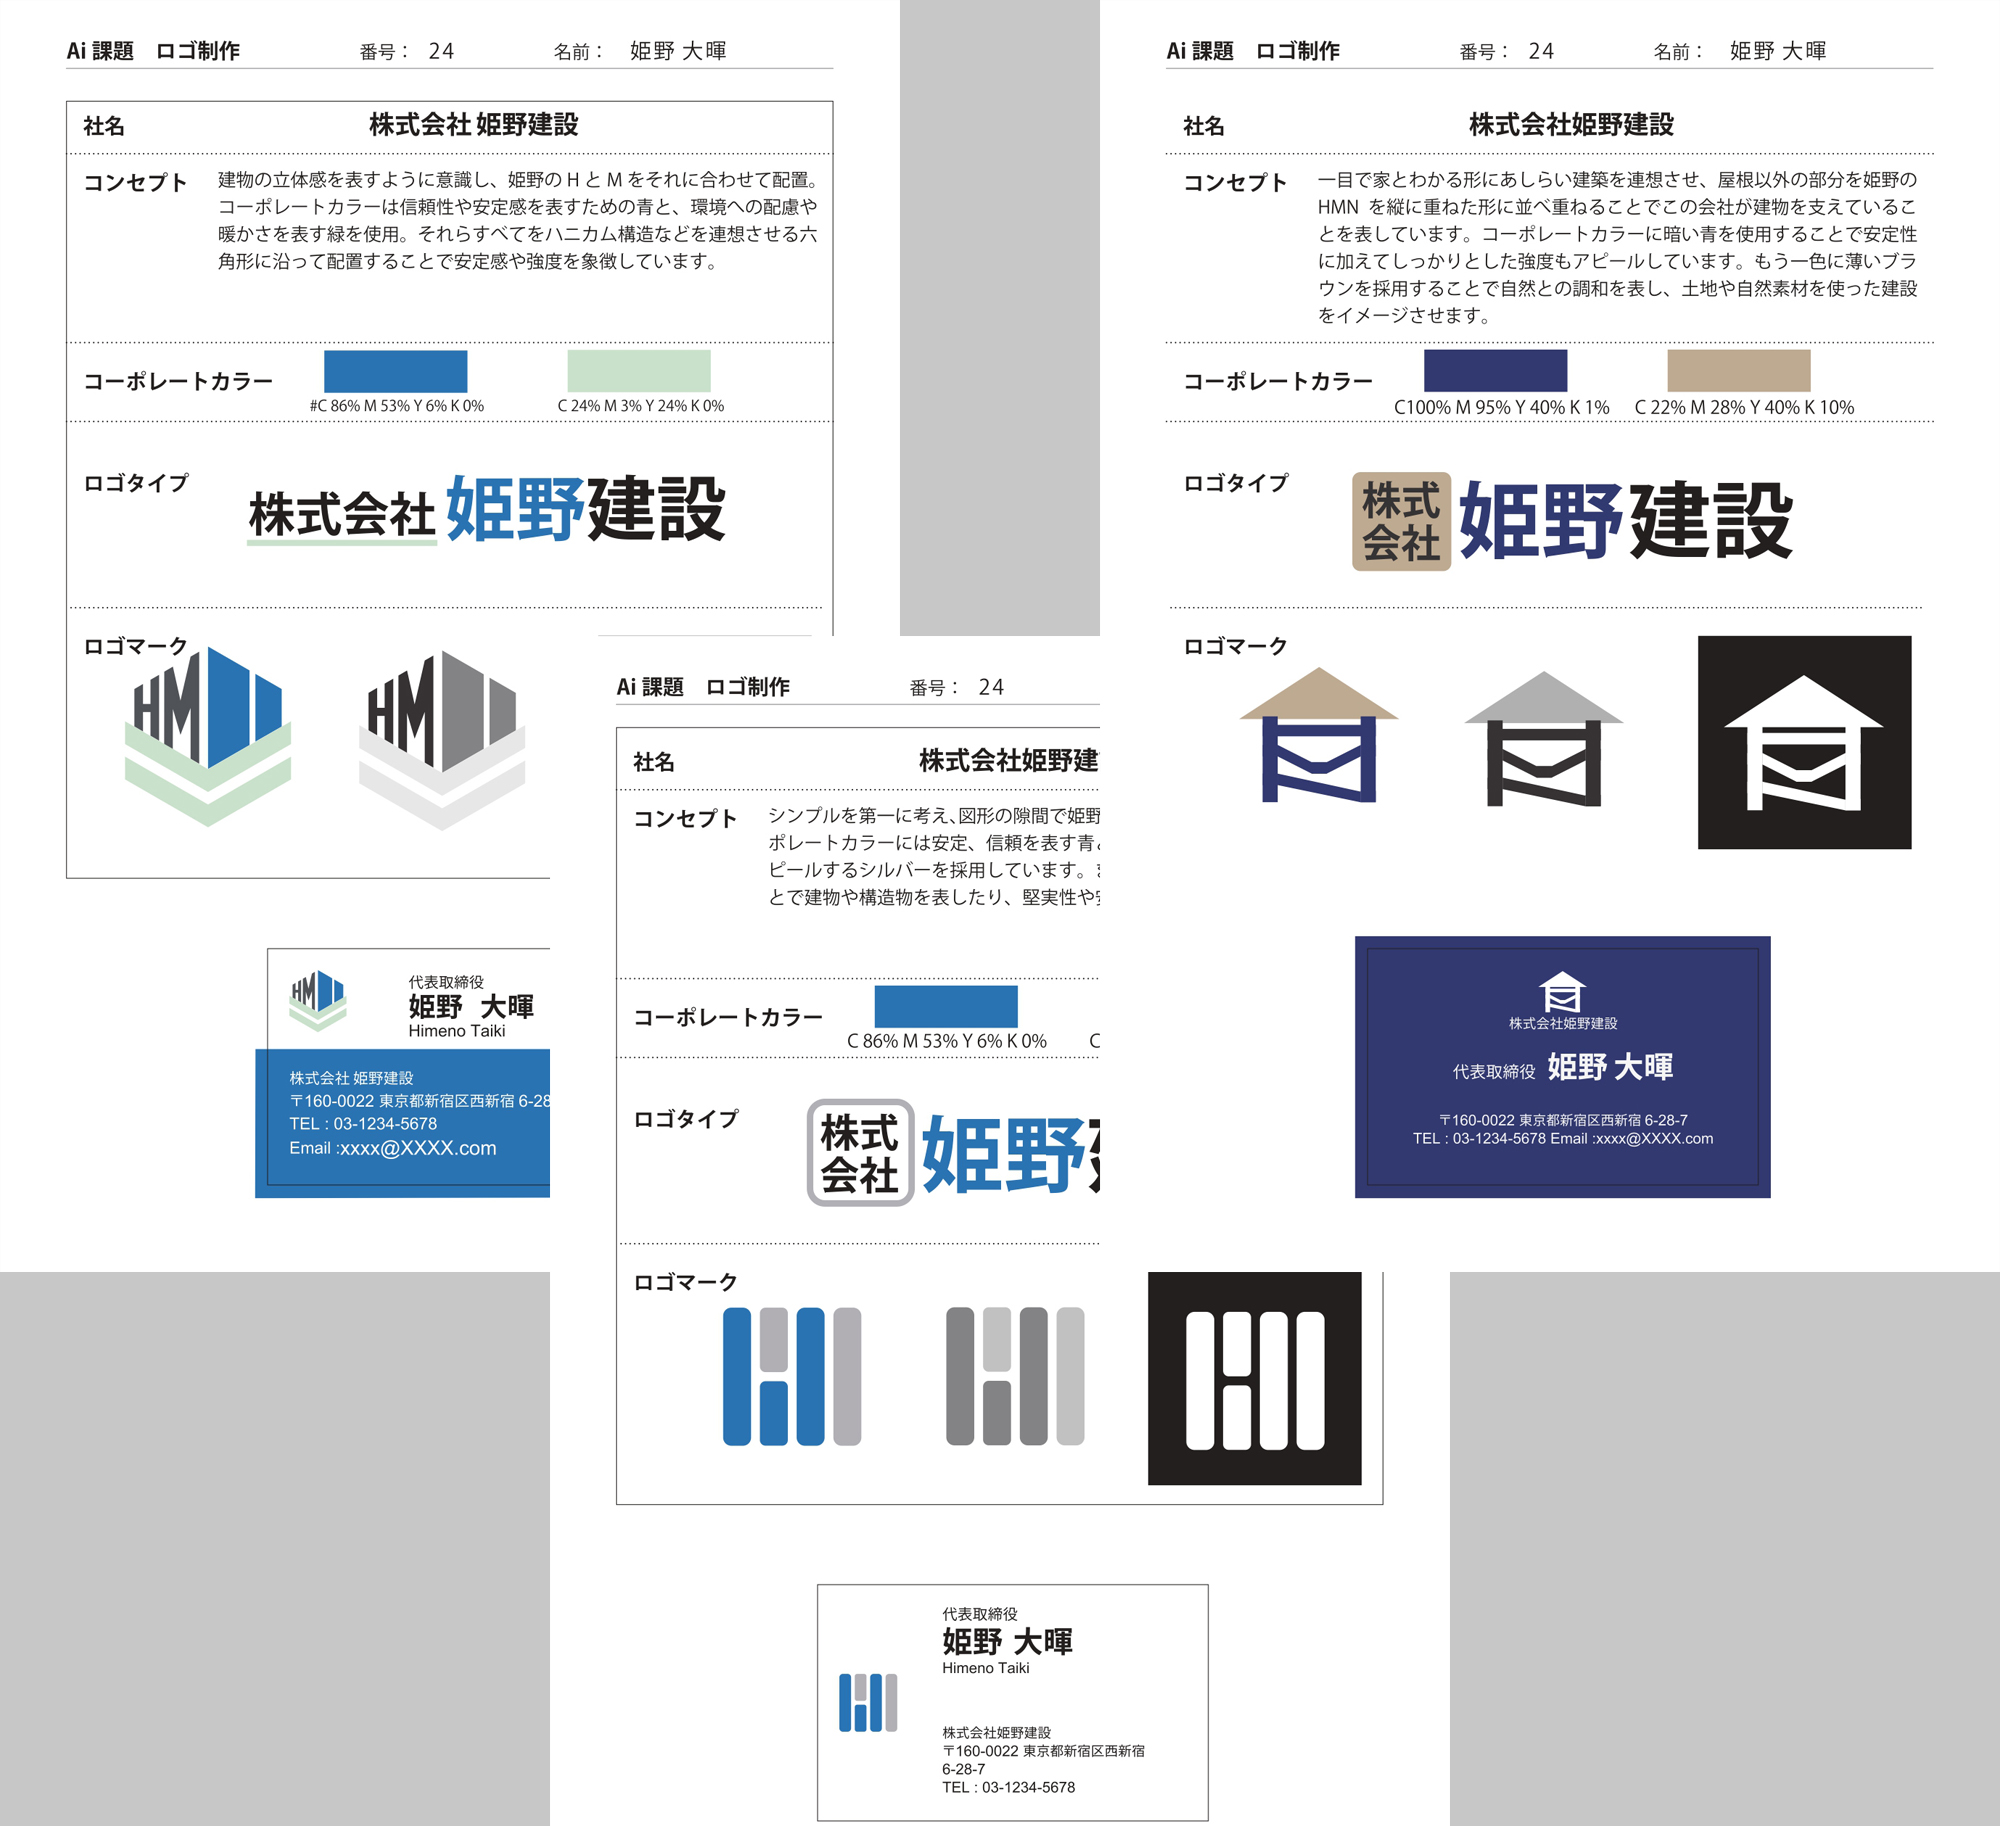 Ai 課題　ロゴ制作　番号： 24　名前： 姫野 大暉
社名　株式会社 姫野建設
コンセプト
建物の立体感を表すように意識し、姫野の H と M をそれに合わせて配置。
コーポレートカラーは信頼性や安定感を表すための青と、環境への配慮や
暖かさを表す緑を使用。それらすべてをハニカム構造などを連想させる六
角形に沿って配置することで安定感や強度を象徴しています。
コーポレートカラー
#C 86% M 53% Y 6% K 0%　C 24% M 3% Y 24% K 0%
ロゴタイプ
株式会社 姫野建設
ロゴマーク
HM
HM
HM
代表取締役
姫野 大暉
Himeno Taiki
株式会社 姫野建設
〒160-0022 東京都新宿区西新宿 6-28
TEL : 03-1234-5678
Email :xxxx@XXXX.com
Ai 課題　ロゴ制作　番号： 24　名前： 姫野 大暉
社名　株式会社姫野建設
コンセプト
一目で家とわかる形にあしらい建築を連想させ、屋根以外の部分を姫野の
HMN を縦に重ねた形に並べ重ねることでこの会社が建物を支えているこ
とを表しています。コーポレートカラーに暗い青を使用することで安定性
に加えてしっかりとした強度もアピールしています。もう一色に薄いブラ
ウンを採用することで自然との調和を表し、土地や自然素材を使った建設
をイメージさせます。
コーポレートカラー
C100% M 95% Y 40% K 1%　C 22% M 28% Y 40% K 10%
ロゴタイプ
株式会社 姫野建設
ロゴマーク
株式会社姫野建設
代表取締役 姫野 大暉
〒160-0022 東京都新宿区西新宿 6-28-7
TEL : 03-1234-5678 Email :xxxx@XXXX.com
Ai 課題　ロゴ制作　番号： 24
社名　株式会社姫野建
コンセプト
シンプルを第一に考え、図形の隙間で姫野
ポレートカラーには安定、信頼を表す青
ピールするシルバーを採用しています。
とで建物や構造物を表したり、堅実性や
コーポレートカラー
C 86% M 53% Y 6% K 0%　C
ロゴタイプ
株式会社 姫野
ロゴマーク
代表取締役
姫野 大暉
Himeno Taiki
株式会社姫野建設
〒160-0022 東京都新宿区西新宿
6-28-7
TEL : 03-1234-5678